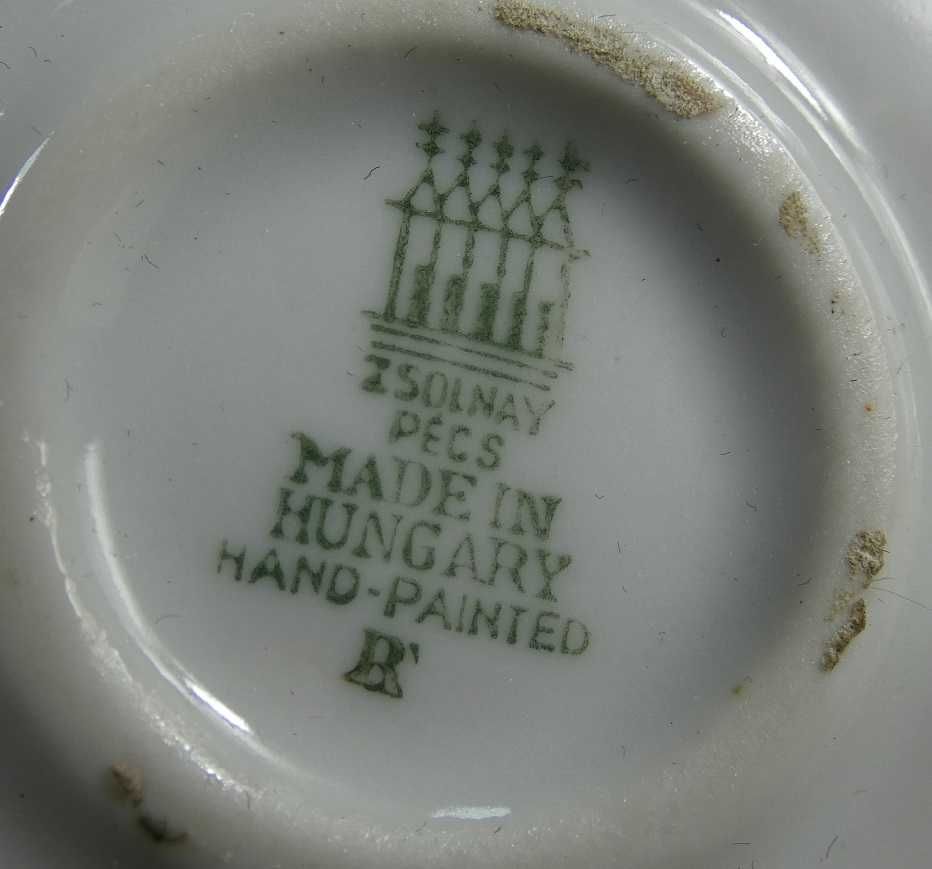 ZSOLNAY
PÉCS
MADE IN
HUNGARY
HAND-PAINTED